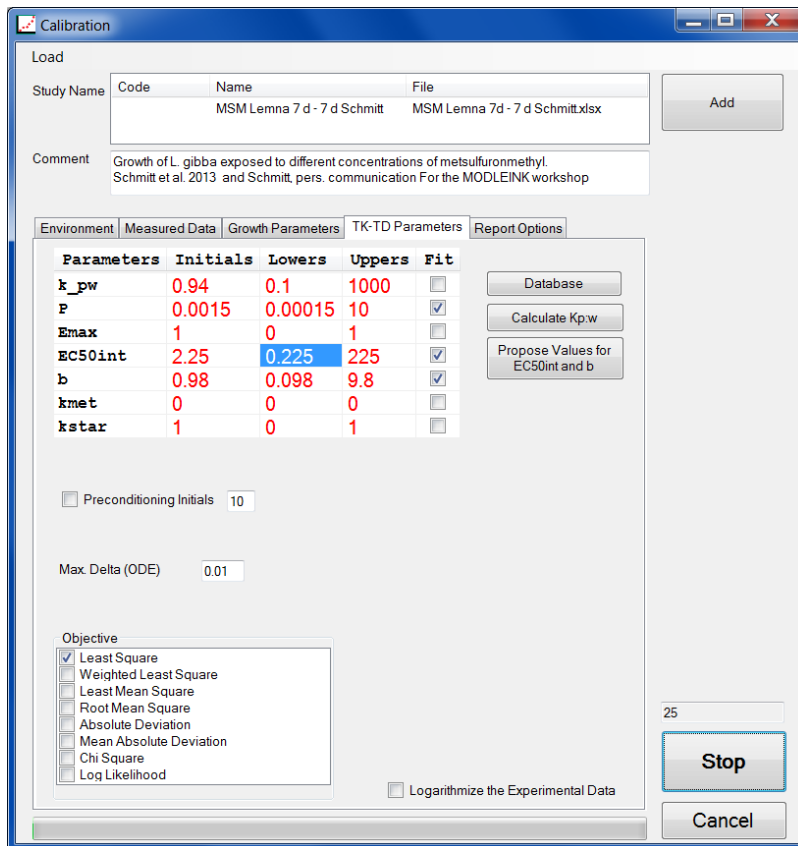 Calibration
Load
Study Name
Code Name File
MSM Lemna 7 d - 7 d Schmitt MSM Lemna 7d - 7 d Schmitt.xlsx
Add
Comment
Growth of L. gibba exposed to different concentrations of metsulfuronmethyl.
Schmitt et al. 2013 and Schmitt, pers. communication For the MODLEINK workshop
Environment Measured Data Growth Parameters TK-TD Parameters Report Options
Parameters Initials Lowers Uppers Fit
k_pw 0.94 0.1 1000
P 0.0015 0.00015 10
Emax 1 0 1
EC50int 2.25 0.225 225
b 0.98 0.098 9.8
kmet 0 0 0
kstar 1 0 1
Database
Calculate Kp:w
Propose Values for
EC50int and b
Preconditioning Initials 10
Max. Delta (ODE) 0.01
Objective
Least Square
Weighted Least Square
Least Mean Square
Root Mean Square
Absolute Deviation
Mean Absolute Deviation
Chi Square
Log Likelihood
Logarithmize the Experimental Data
25
Stop
Cancel